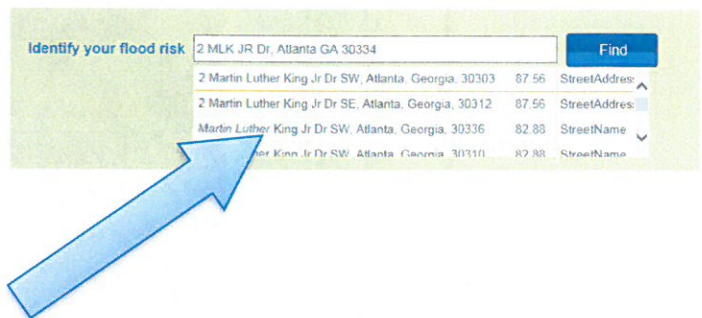 Identify your flood risk 2 MLK JR Dr, Atlanta GA 30334 Find
2 Martin Luther King Jr Dr SW, Atlanta, Georgia, 30303 87.56 StreetAddres
2 Martin Luther King Jr Dr SE, Atlanta, Georgia, 30312 87.56 StreetAddres
Martin Luther King Jr Dr SW, Atlanta, Georgia, 30336 82.88 StreetName
King Jr Dr SW, Atlanta, Georgia, 30310 82.88 StreetName